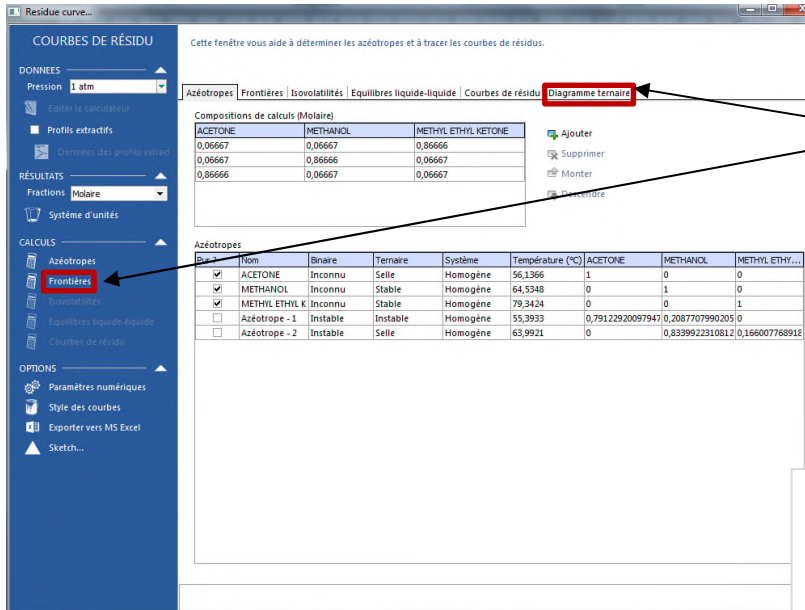 Residue curve...
COURBES DE RÉSIDU
Cette fenêtre vous aide à déterminer les azéotropes et à tracer les courbes de résidus.
DONNEES
Pression 1 atm
Editer le calculateur
Profils extractifs
Données des profils extract
RÉSULTATS
Fractions Molaire
Système d'unités
CALCULS
Azéotropes
Frontières
Isovolatilités
Equilibres liquide-liquide
Courbes de résidu
OPTIONS
Paramètres numériques
Style des courbes
Exporter vers MS Excel
Sketch...
Azéotropes Frontières Isovolatilités Equilibres liquide-liquide Courbes de résidu Diagramme ternaire
Compositions de calculs (Molaire)
ACETONE METHANOL METHYL ETHYL KETONE
0,06667 0,06667 0,86666
0,06667 0,86666 0,06667
0,86666 0,06667 0,06667
Ajouter
Supprimer
Monter
Descendre
Azéotropes
Pur ? Nom Binaire Ternaire Système Température (°C) ACETONE METHANOL METHYL ETHY...
ACETONE Inconnu Selle Homogène 56,1366 1 0 0
METHANOL Inconnu Stable Homogène 64,5348 0 1 0
METHYL ETHYL K Inconnu Stable Homogène 79,3424 0 0 1
Azéotrope - 1 Instable Instable Homogène 55,3933 0,79122920097947 0,2087707990205 0
Azéotrope - 2 Instable Selle Homogène 63,9921 0 0,8339922310812 0,166007768918